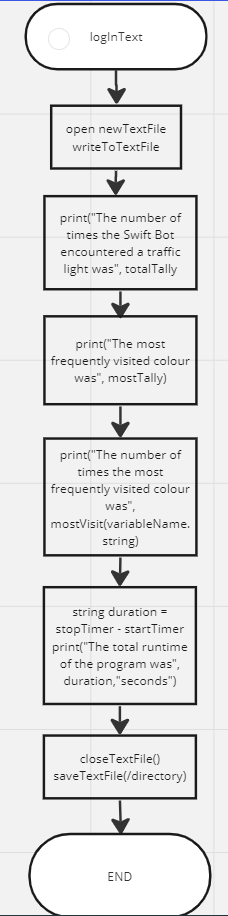 logInText
open newTextFile
writeToTextFile
print("The number of
times the Swift Bot
encountered a traffic
light was", totalTally
print("The most
frequently visited colour
was", mostTally)
print("The number of
times the most
frequently visited colour
was",
mostVisit(variableName.
string)
string duration =
stopTimer - startTimer
print("The total runtime
of the program was",
duration,"seconds")
closeTextFile()
saveTextFile(/directory)
END